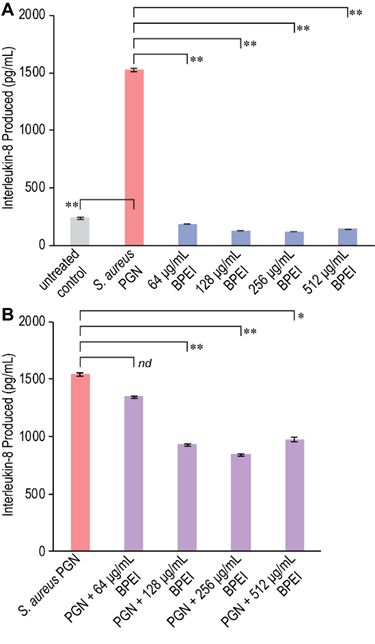 A
Interleukin-8 Produced (pg/mL)
2000
1500
1000
500
0
**
**
**
**
**
untreated
control
S. aureus
PGN
64 µg/mL
BPEI
128 µg/mL
BPEI
256 µg/mL
BPEI
512 µg/mL
BPEI
B
Interleukin-8 Produced (pg/mL)
2000
1500
1000
500
0
*
**
**
nd
S. aureus PGN
PGN + 64 µg/mL
BPEI
PGN + 128 µg/mL
BPEI
PGN + 256 µg/mL
BPEI
PGN + 512 µg/mL
BPEI